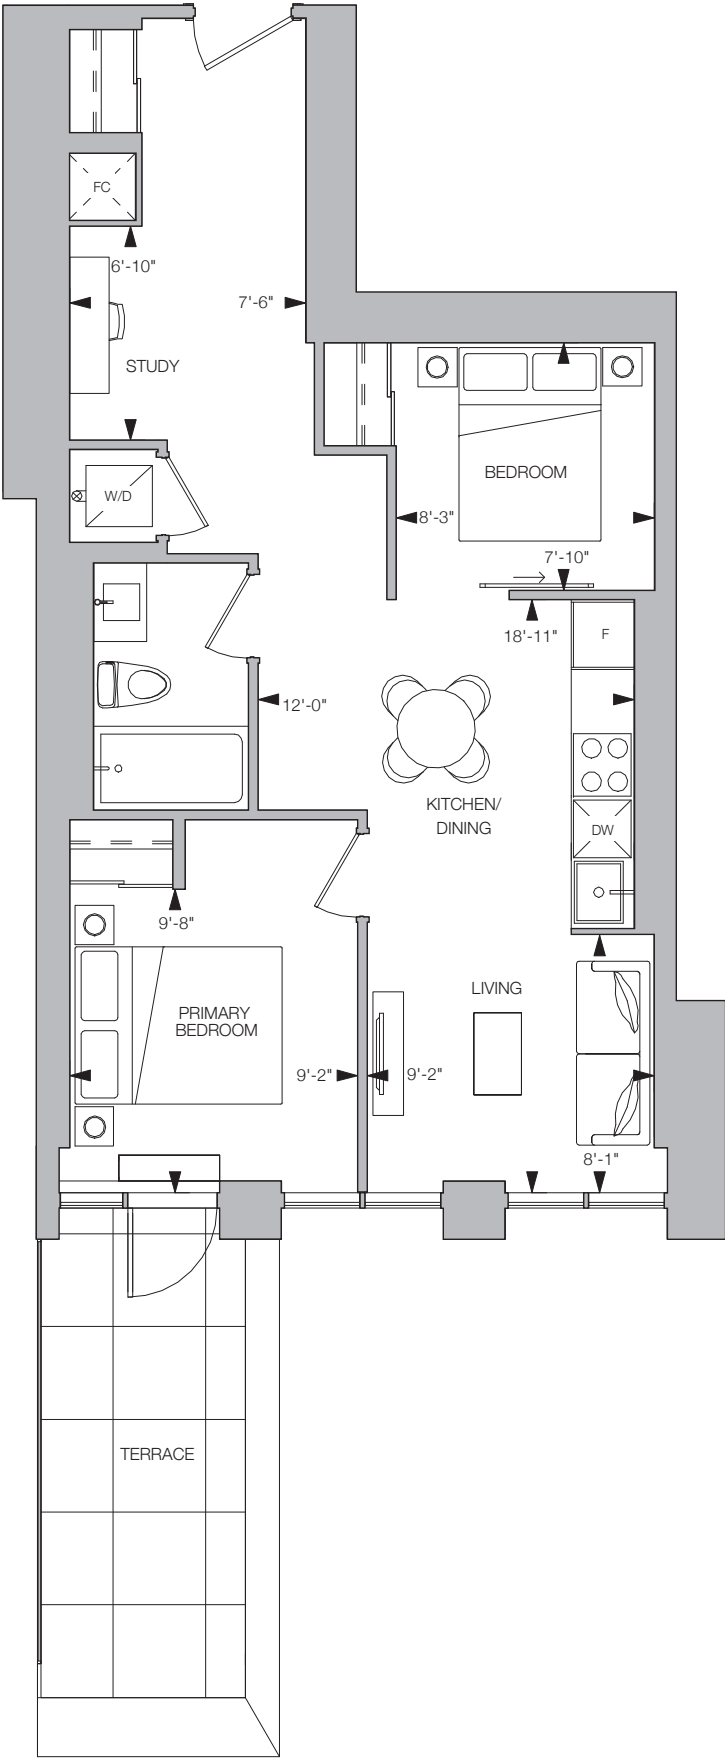 FC
6'-10"
7'-6"
STUDY
BEDROOM
W/D
8'-3"
7'-10"
18'-11"
F
12'-0"
KITCHEN/
DINING
DW
9'-8"
LIVING
PRIMARY
BEDROOM
9'-2"
9'-2"
8'-1"
TERRACE